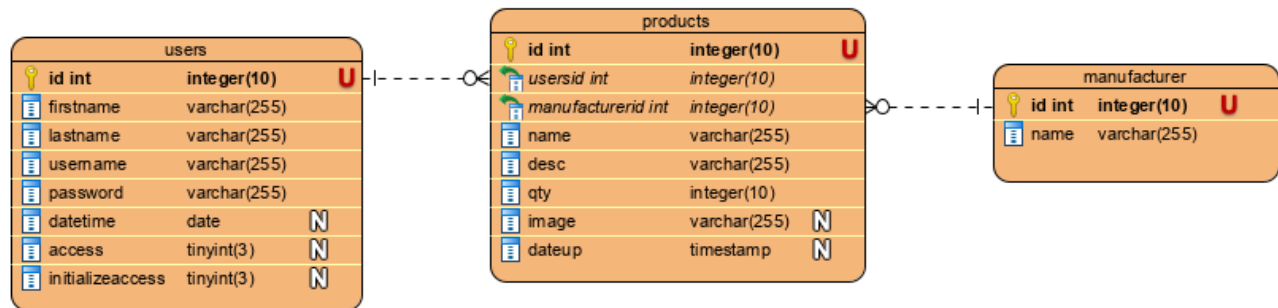 users
id int integer(10) U
firstname varchar(255)
lastname varchar(255)
username varchar(255)
password varchar(255)
datetime date N
access tinyint(3) N
initializeaccess tinyint(3) N
products
id int integer(10) U
usersid int integer(10)
manufacturerid int integer(10)
name varchar(255)
desc varchar(255)
qty integer(10)
image varchar(255) N
dateup timestamp N
manufacturer
id int integer(10) U
name varchar(255)